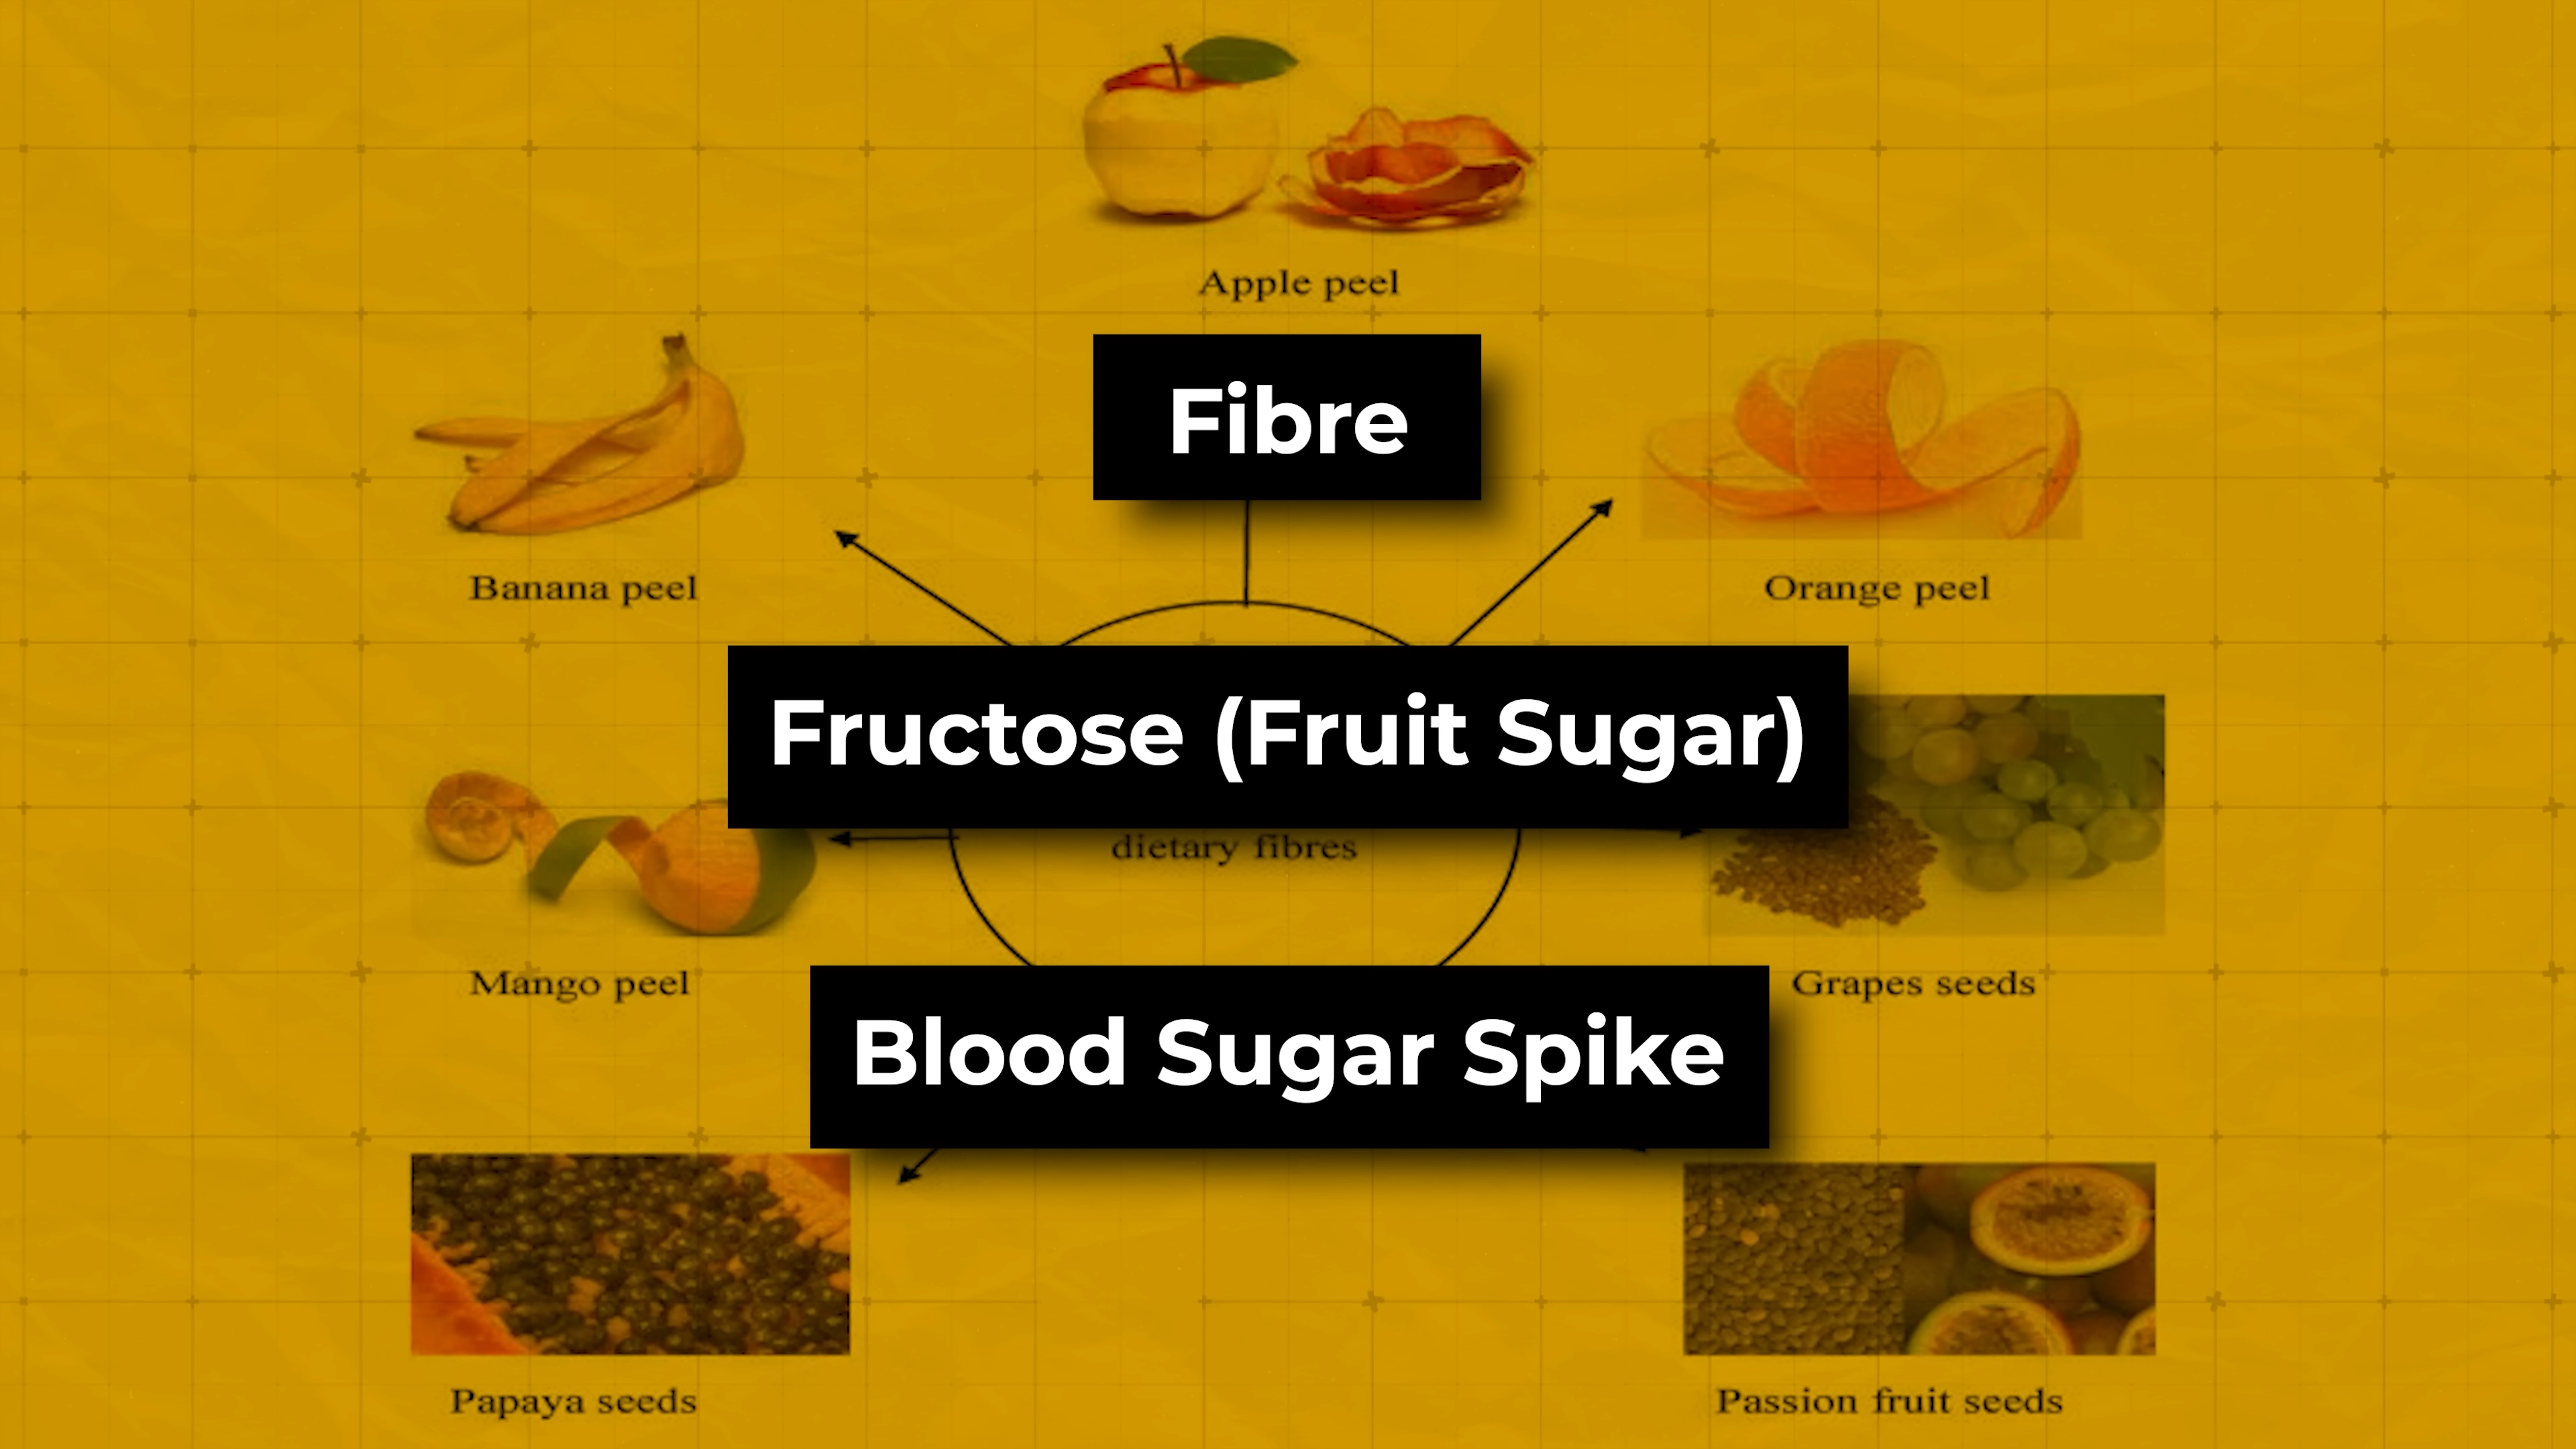 Apple peel
Fibre
Banana peel
Orange peel
Fructose (Fruit Sugar)
dietary fibres
Mango peel
Grapes seeds
Blood Sugar Spike
Papaya seeds
Passion fruit seeds